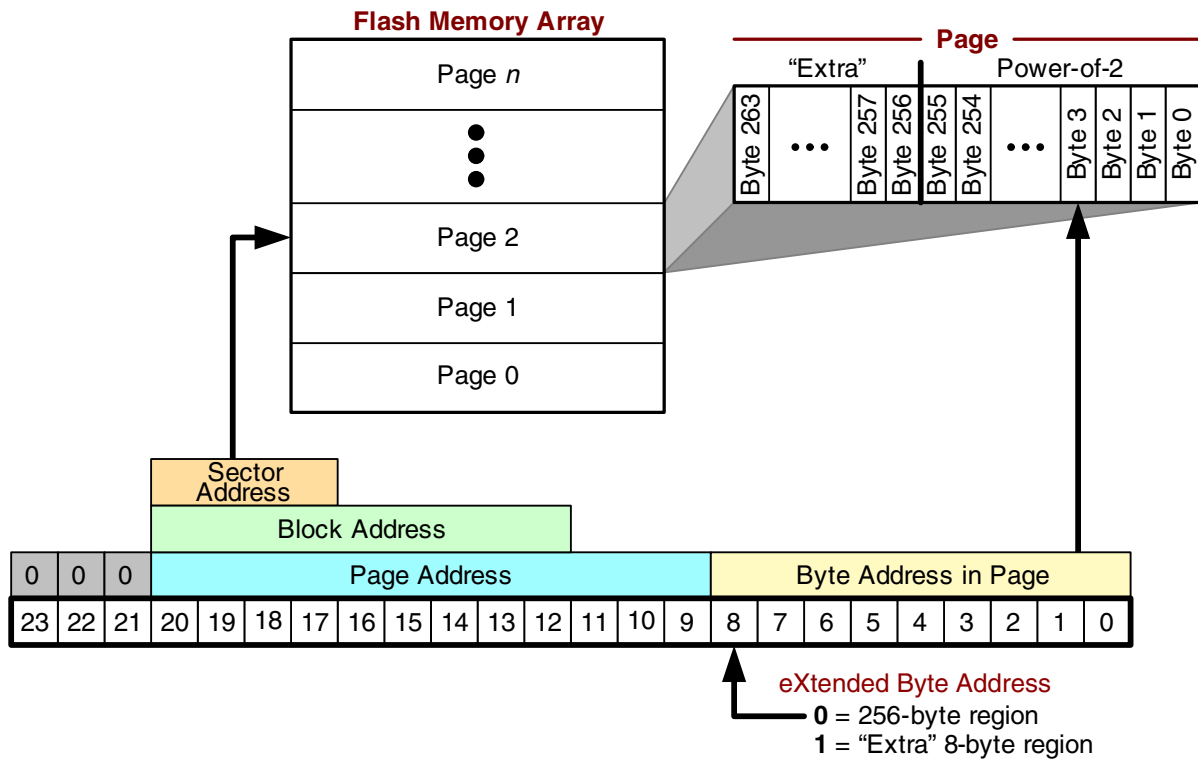 Flash Memory Array
Page n
Page 2
Page 1
Page 0
Page
“Extra”
Power-of-2
Byte 263
•••
Byte 257
Byte 256
Byte 255
Byte 254
•••
Byte 3
Byte 2
Byte 1
Byte 0
Sector
Address
Block Address
0 0 0 Page Address Byte Address in Page
23 22 21 20 19 18 17 16 15 14 13 12 11 10 9 8 7 6 5 4 3 2 1 0
eXtended Byte Address
0 = 256-byte region
1 = “Extra” 8-byte region